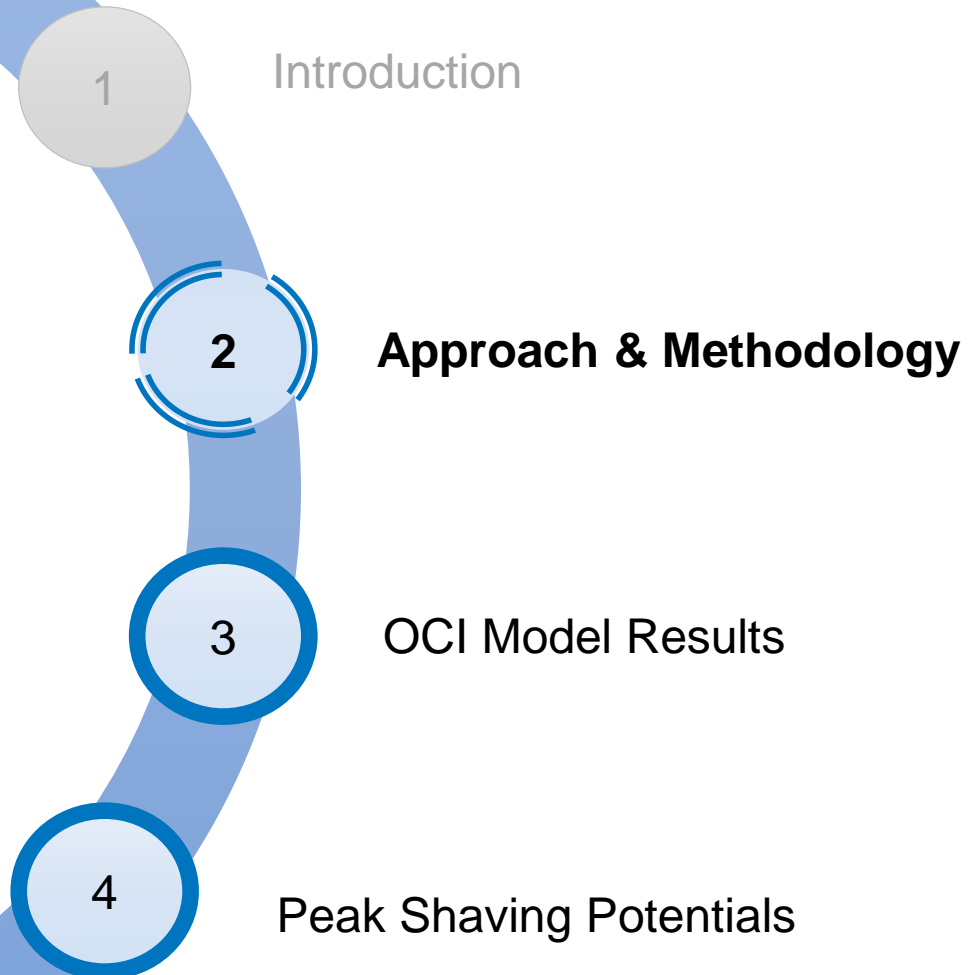 1
Introduction
2
Approach & Methodology
3
OCI Model Results
4
Peak Shaving Potentials